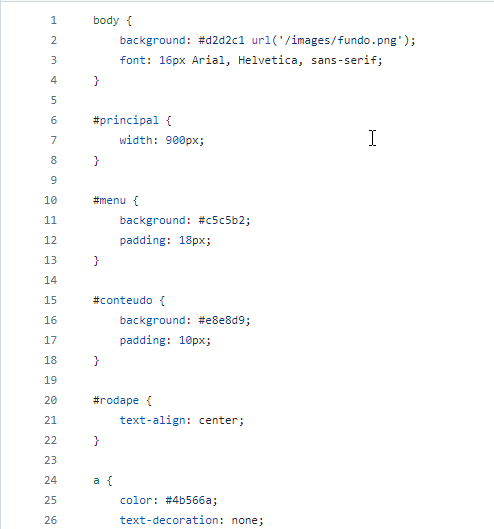 1 body {
2 background: #d2d2c1 url('/images/fundo.png');
3 font: 16px Arial, Helvetica, sans-serif;
4 }
5
6 #principal {
7 width: 900px;
8 }
9
10 #menu {
11 background: #c5c5b2;
12 padding: 18px;
13 }
14
15 #conteudo {
16 background: #e8e8d9;
17 padding: 10px;
18 }
19
20 #rodape {
21 text-align: center;
22 }
23
24 a {
25 color: #4b566a;
26 text-decoration: none;